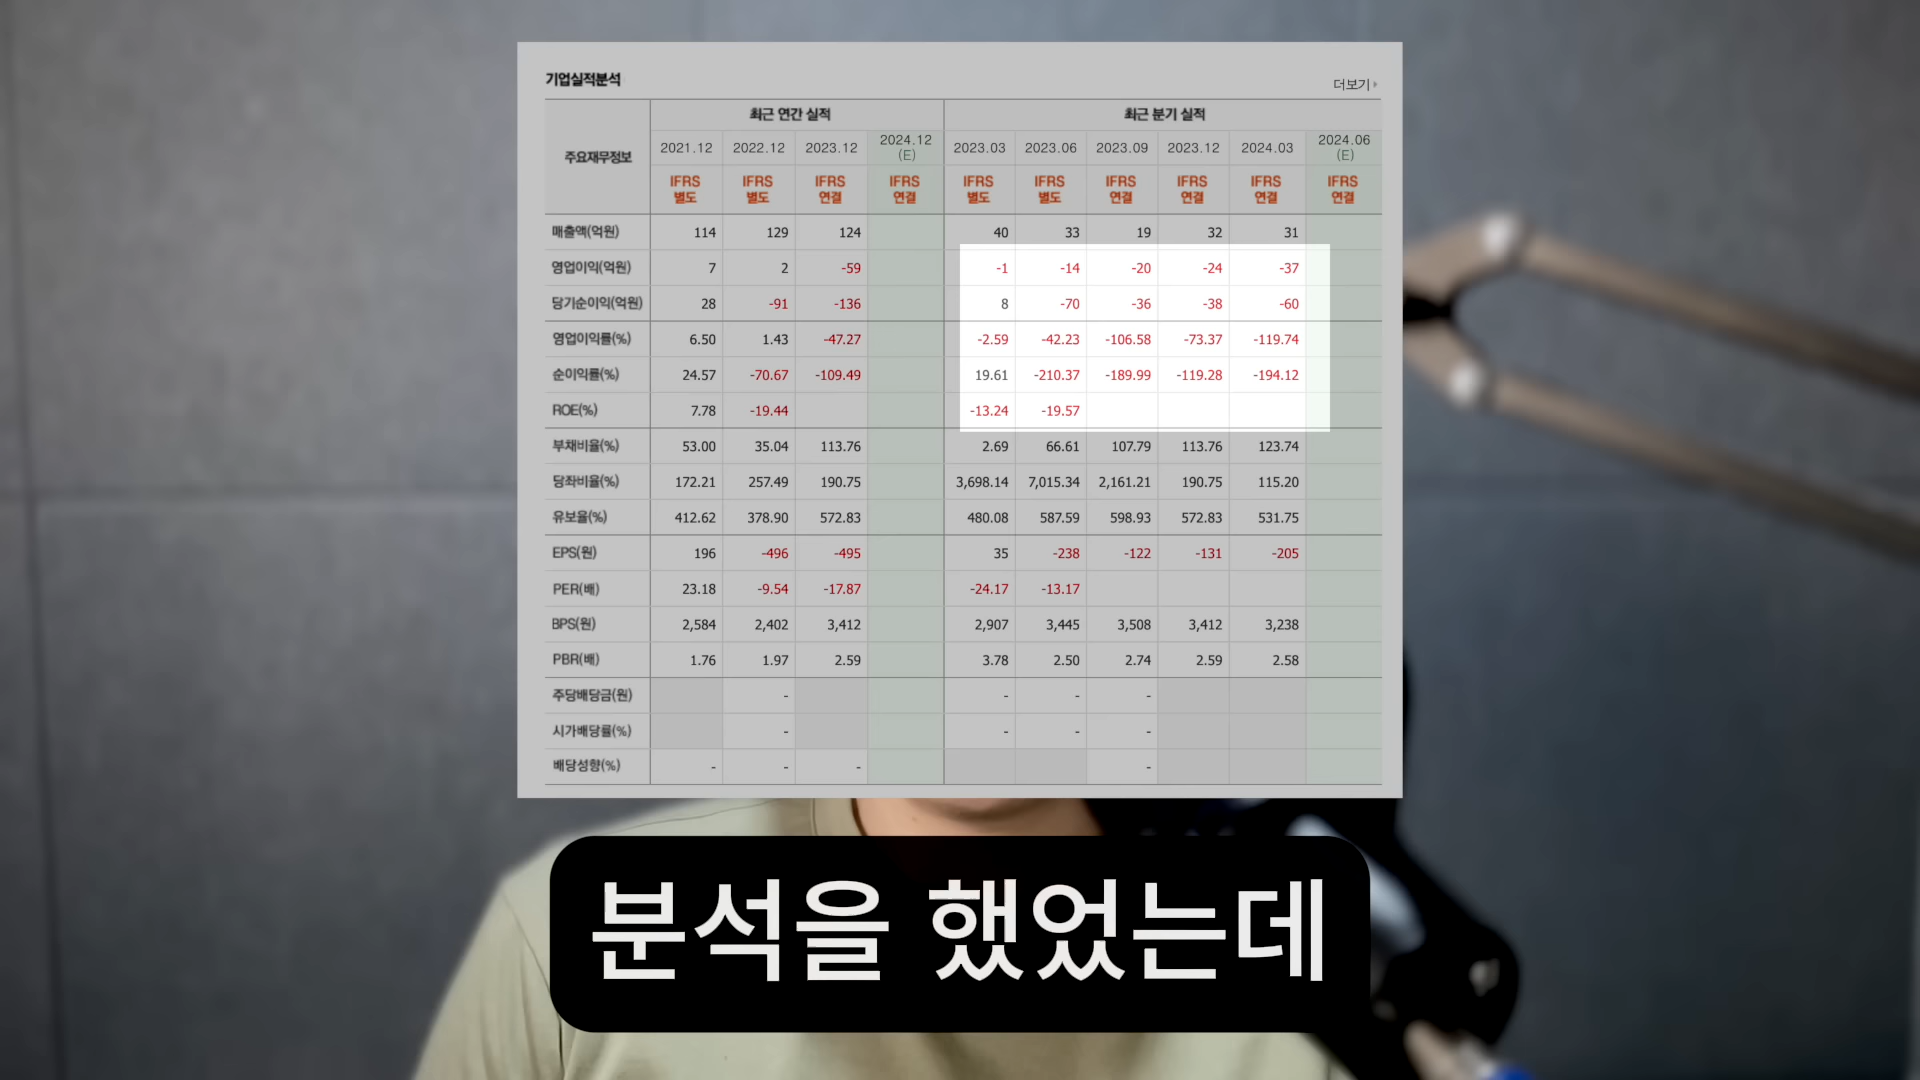 기업실적분석
더보기
주요재무정보 최근 연간 실적 최근 분기 실적
2021.12 2022.12 2023.12 2024.12 (E) 2023.03 2023.06 2023.09 2023.12 2024.03 2024.06 (E)
IFRS 별도 IFRS 별도 IFRS 연결 IFRS 연결 IFRS 별도 IFRS 별도 IFRS 연결 IFRS 연결 IFRS 연결 IFRS 연결
매출액(억원) 114 129 124 40 33 19 32 31
영업이익(억원) 7 2 -59 -1 -14 -20 -24 -37
당기순이익(억원) 28 -91 -136 8 -70 -36 -38 -60
영업이익률(%) 6.50 1.43 -47.27 -2.59 -42.23 -106.58 -73.37 -119.74
순이익률(%) 24.57 -70.67 -109.49 19.61 -210.37 -189.99 -119.28 -194.12
ROE(%) 7.78 -19.44 -13.24 -19.57
부채비율(%) 53.00 35.04 113.76 2.69 66.61 107.79 113.76 123.74
당좌비율(%) 172.21 257.49 190.75 3,698.14 7,015.34 2,161.21 190.75 115.20
유보율(%) 412.62 378.90 572.83 480.08 587.59 598.93 572.83 531.75
EPS(원) 196 -496 -495 35 -238 -122 -131 -205
PER(배) 23.18 -9.54 -17.87 -24.17 -13.17
BPS(원) 2,584 2,402 3,412 2,907 3,445 3,508 3,412 3,238
PBR(배) 1.76 1.97 2.59 3.78 2.50 2.74 2.59 2.58
주당배당금(원) - - - -
시가배당률(%) - - - -
배당성향(%) - - - -
분석을 했었는데